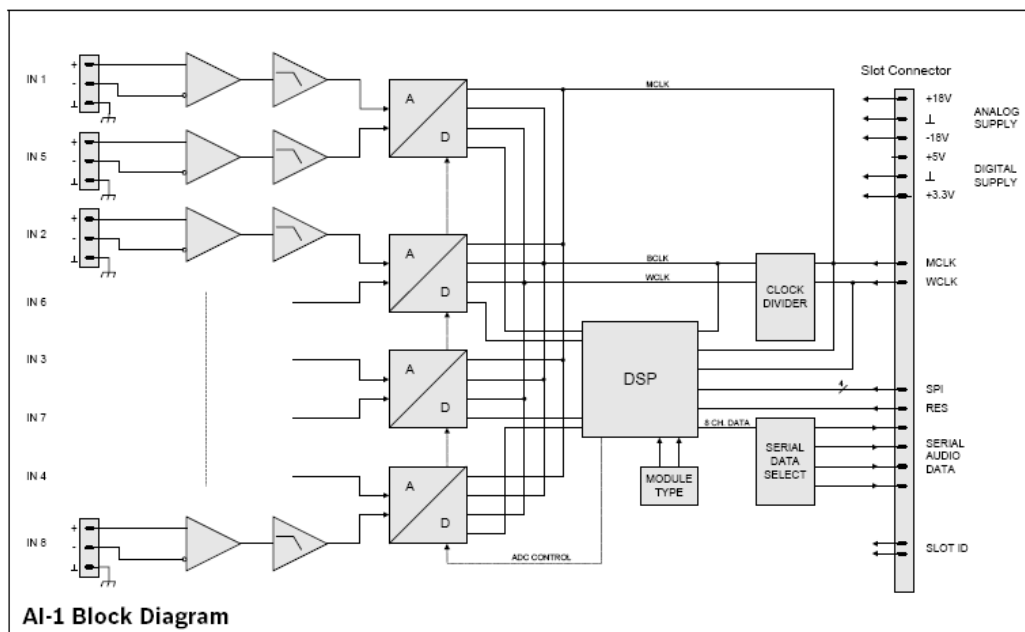 IN 1
+
-
⊥
IN 5
+
-
⊥
IN 2
+
-
⊥
IN 6
IN 3
IN 7
IN 4
IN 8
+
-
⊥
A
D
A
D
A
D
A
D
MCLK
BCLK
WCLK
CLOCK
DIVIDER
DSP
8 CH. DATA
MODULE
TYPE
SERIAL
DATA
SELECT
ADC CONTROL
4
Slot Connector
+18V
⊥
-18V
ANALOG
SUPPLY
+5V
⊥
+3.3V
DIGITAL
SUPPLY
MCLK
WCLK
SPI
RES
SERIAL
AUDIO
DATA
SLOT ID
AI-1 Block Diagram